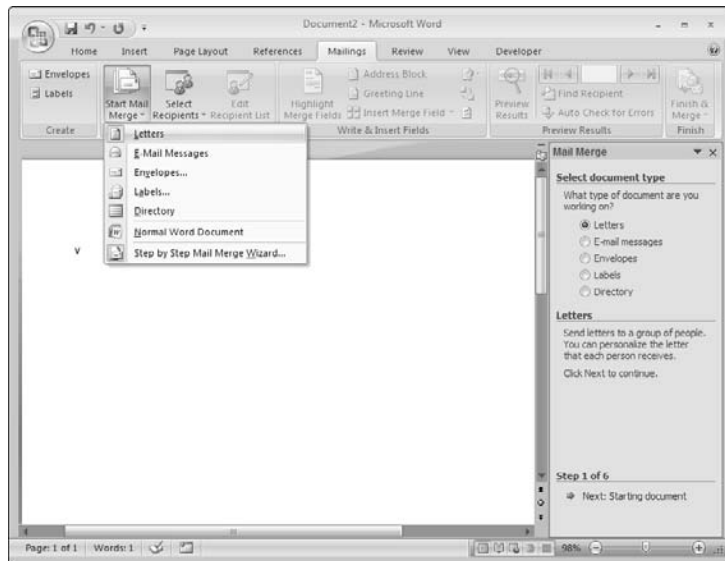 Document2 - Microsoft Word
Home Insert Page Layout References Mailings Review View Developer
Envelopes
Labels
Create
Start Mail Merge
Select Recipients
Edit Recipient List
Highlight Merge Fields
Address Block
Greeting Line
Insert Merge Field
Write & Insert Fields
Preview Results
Find Recipient
Auto Check for Errors
Preview Results
Finish & Merge
Finish
Letters
E-Mail Messages
Envelopes...
Labels...
Directory
Normal Word Document
Step by Step Mail Merge Wizard...
v
Mail Merge
Select document type
What type of document are you
working on?
Letters
E-mail messages
Envelopes
Labels
Directory
Letters
Send letters to a group of people.
You can personalize the letter
that each person receives.
Click Next to continue.
Step 1 of 6
Next: Starting document
Page: 1 of 1 Words: 1 98%